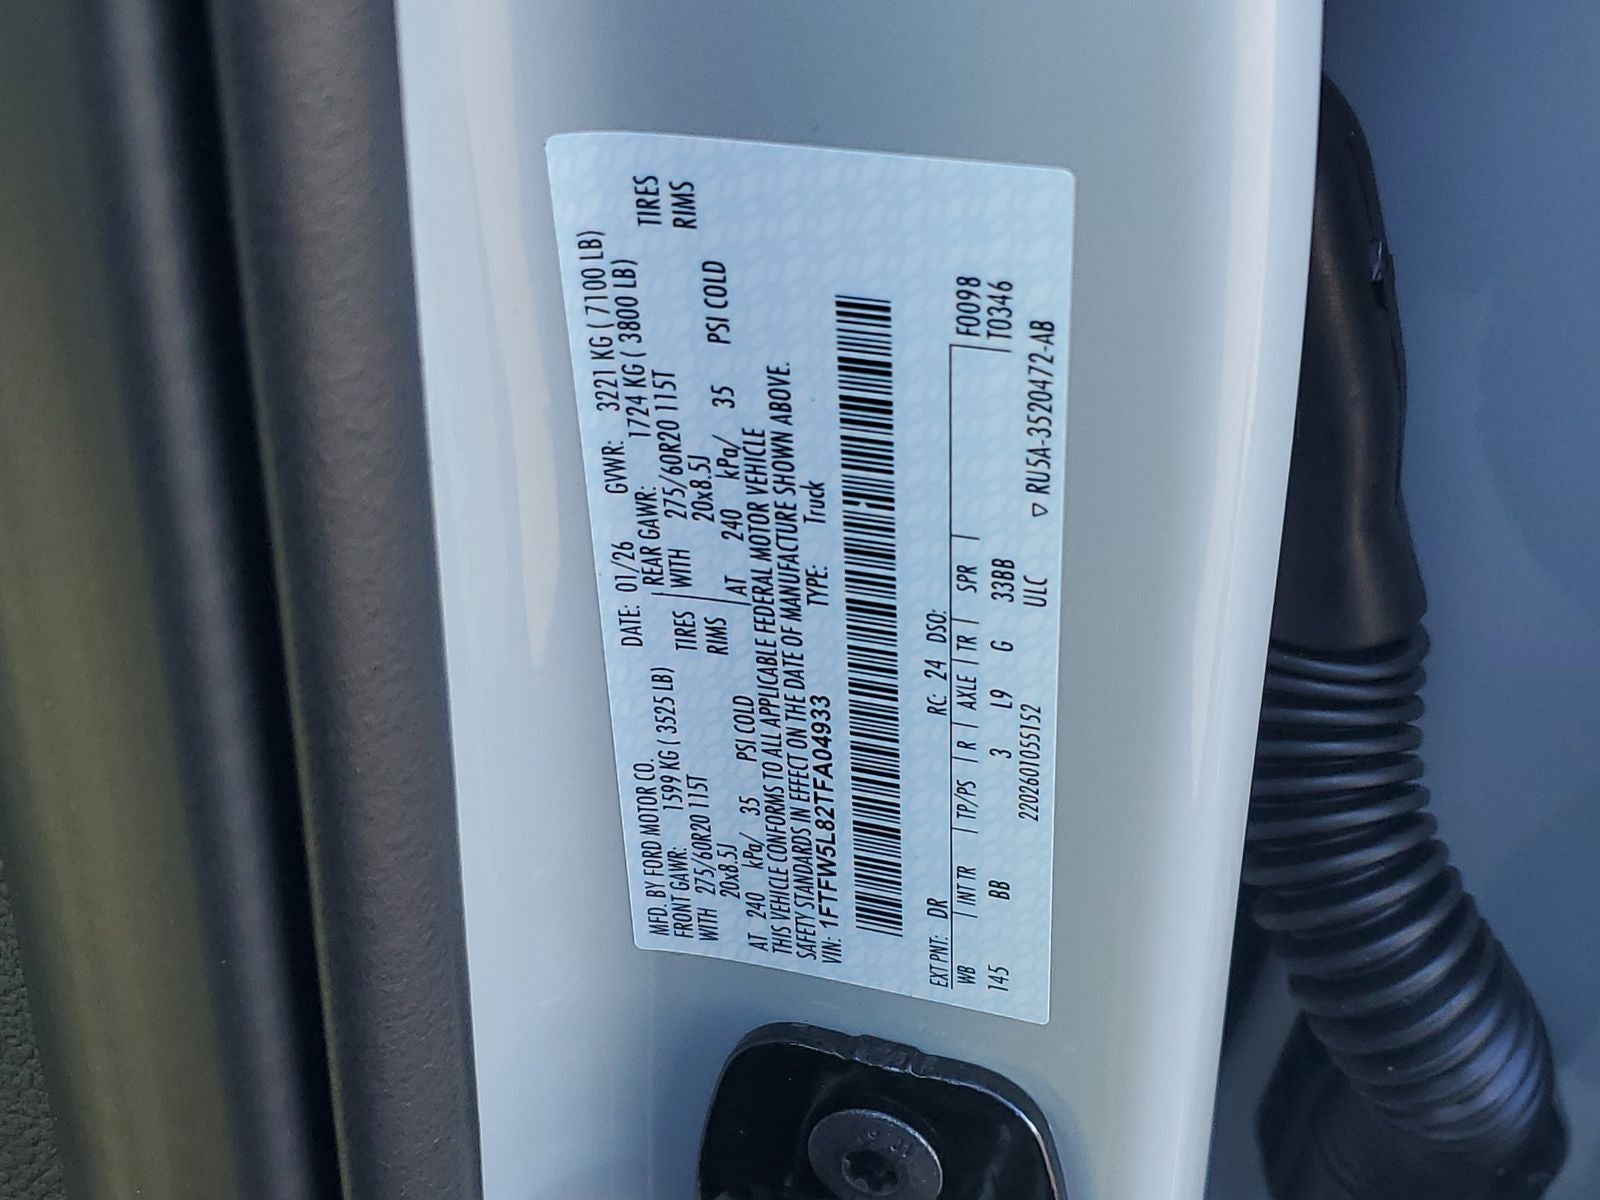 MFD. BY FORD MOTOR CO. DATE: 01/26 GVWR: 3221 KG ( 7100 LB)
FRONT GAWR: 1599 KG ( 3525 LB) REAR GAWR: 1724 KG ( 3800 LB)
WITH 275/60R20 115T TIRES WITH 275/60R20 115T TIRES
20x8.5J RIMS 20x8.5J RIMS
AT 240 kPa/ 35 PSI COLD AT 240 kPa/ 35 PSI COLD
THIS VEHICLE CONFORMS TO ALL APPLICABLE FEDERAL MOTOR VEHICLE
SAFETY STANDARDS IN EFFECT ON THE DATE OF MANUFACTURE SHOWN ABOVE.
VIN: 1FTFW5L82TFA04933 TYPE: Truck
EXT PNT: DR RC: 24 DSO: F0098
WB INT TR TP/PS R AXLE TR SPR T0346
145 BB 3 L9 G 33BB
2202601055152 ULC ▽ RU5A-3520472-AB